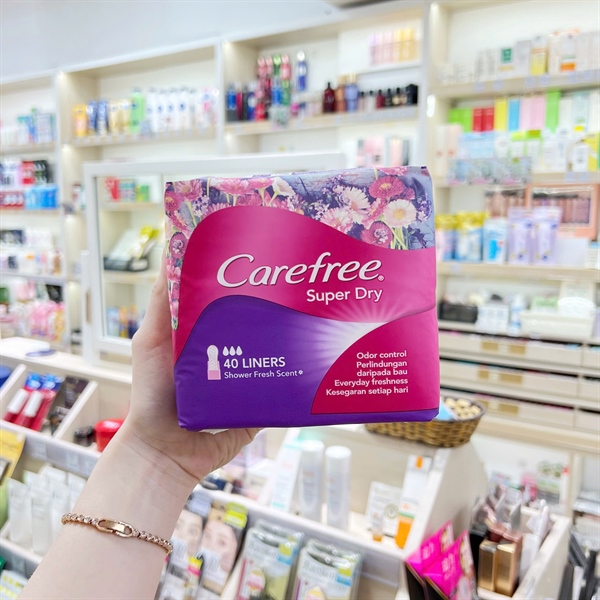 Carefree®
Super Dry
40 LINERS
Shower Fresh Scent®
Odor control
Perlindungan
daripada bau
Everyday freshness
Kesegaran setiap hari